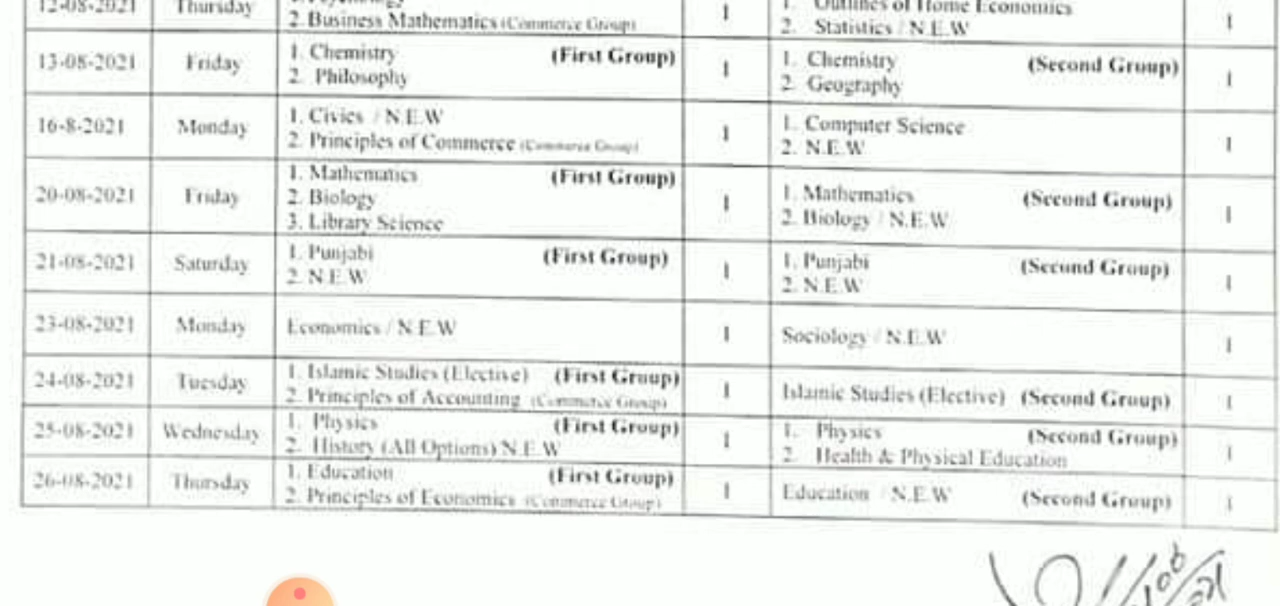 12-08-2021 Thursday 1. Psychology 1 1. Outlines of Home Economics 1
2. Business Mathematics (Commerce Group) 2. Statistics / N.E.W
13-08-2021 Friday 1. Chemistry (First Group) 1 1. Chemistry (Second Group) 1
2. Philosophy 2. Geography
16-8-2021 Monday 1. Civics / N.E.W 1 1. Computer Science 1
2. Principles of Commerce (Commerce Group) 2. N.E.W
20-08-2021 Friday 1. Mathematics (First Group) 1 1. Mathematics (Second Group) 1
2. Biology 2. Biology / N.E.W
3. Library Science
21-08-2021 Saturday 1. Punjabi (First Group) 1 1. Punjabi (Second Group) 1
2. N.E.W 2. N.E.W
23-08-2021 Monday Economics / N.E.W 1 Sociology / N.E.W 1
24-08-2021 Tuesday 1. Islamic Studies (Elective) (First Group) 1 Islamic Studies (Elective) (Second Group) 1
2. Principles of Accounting (Commerce Group)
25-08-2021 Wednesday 1. Physics (First Group) 1 1. Physics (Second Group) 1
2. History (All Options) N.E.W 2. Health & Physical Education
26-08-2021 Thursday 1. Education (First Group) 1 Education / N.E.W (Second Group) 1
2. Principles of Economics (Commerce Group)